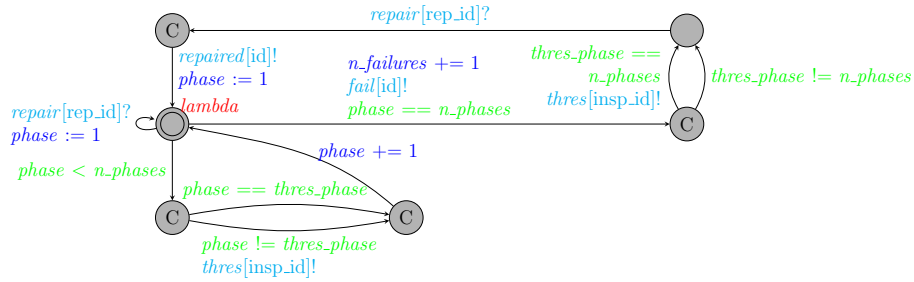 repair[rep_id]?
C
repaired[id]!
phase := 1
n_failures += 1
fail[id]!
phase == n_phases
thres_phase ==
n_phases
thres[insp_id]!
thres_phase != n_phases
lambda
repair[rep_id]?
phase := 1
C
phase += 1
phase < n_phases
phase == thres_phase
C
C
phase != thres_phase
thres[insp_id]!